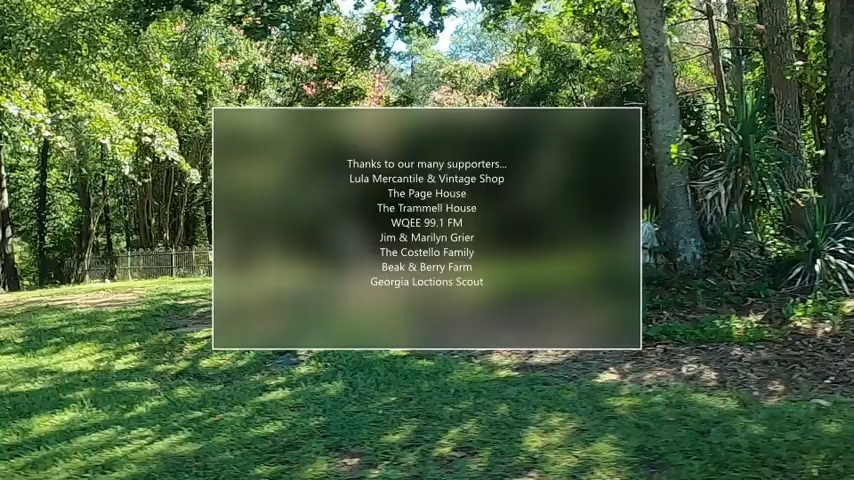 Thanks to our many supporters...
Lula Mercantile & Vintage Shop
The Page House
The Trammell House
WQEE 99.1 FM
Jim & Marilyn Grier
The Costello Family
Beak & Berry Farm
Georgia Loctions Scout